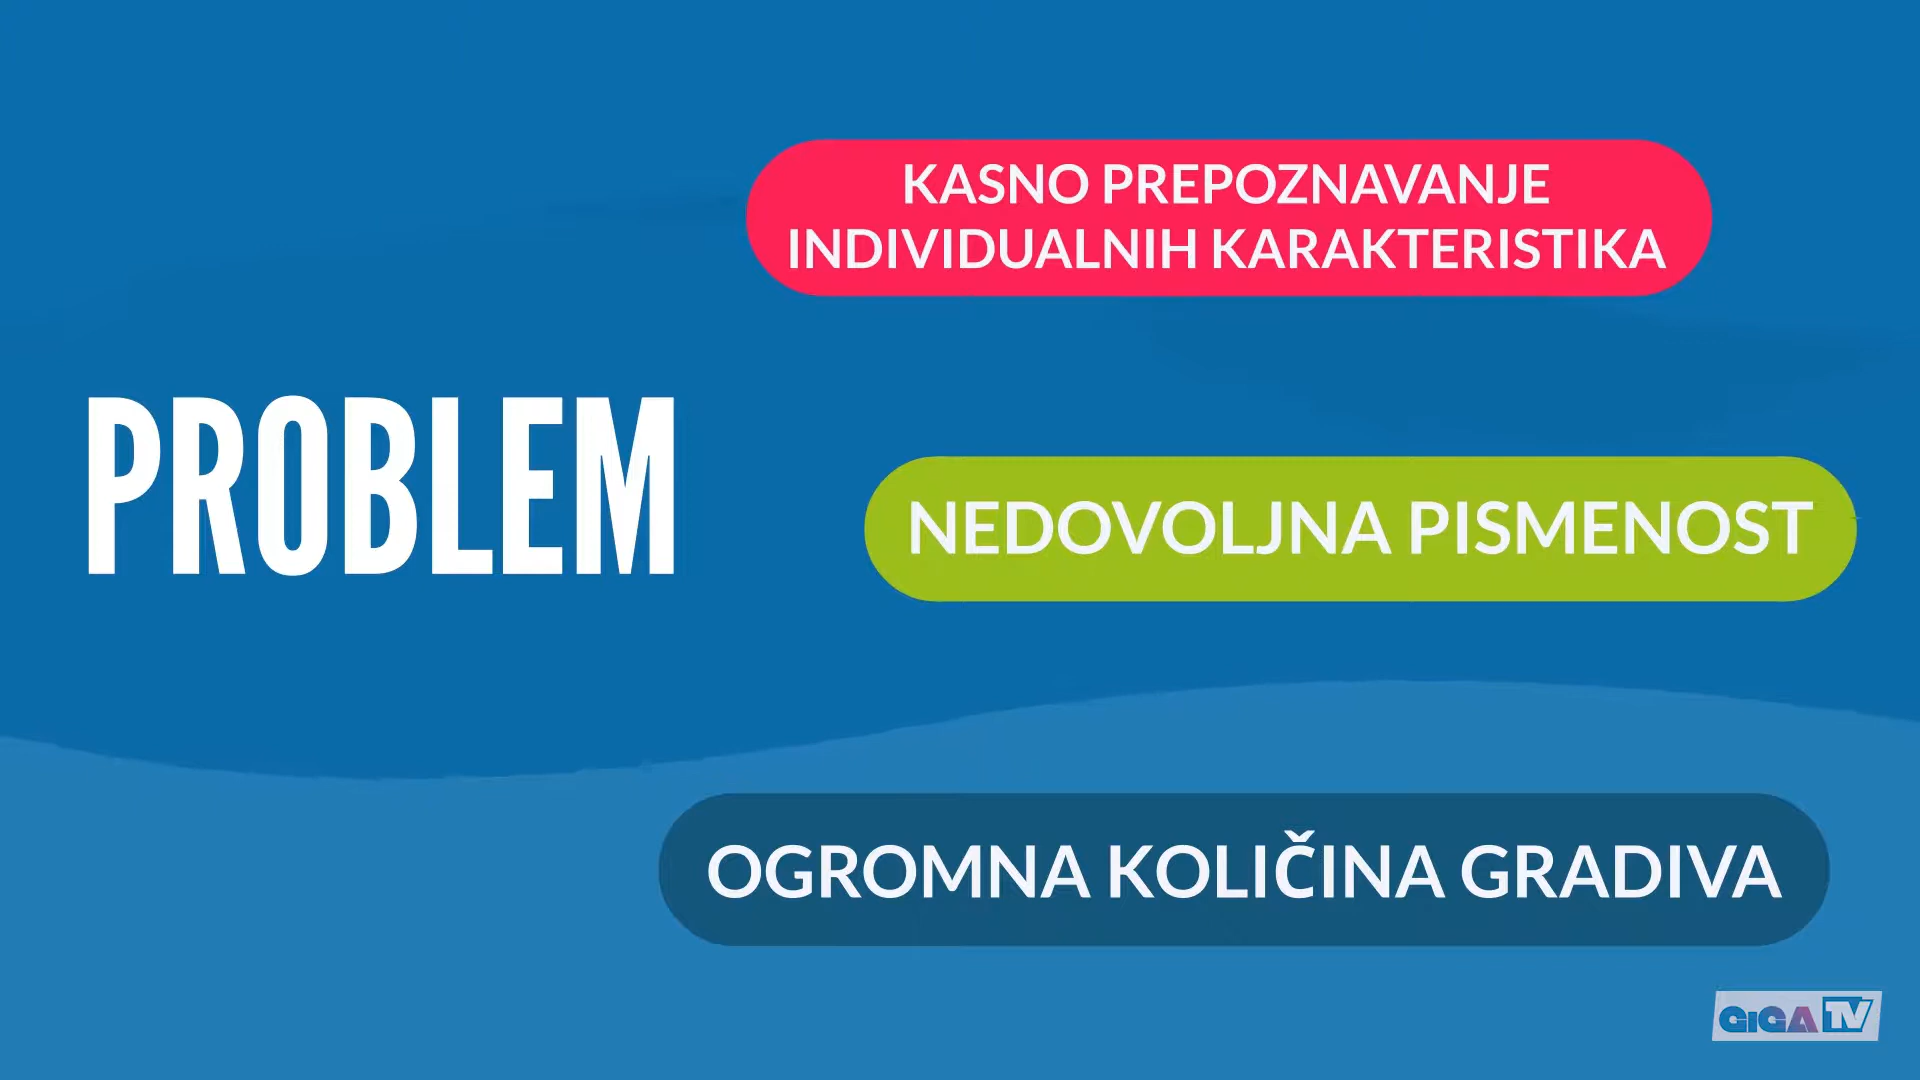 PROBLEM
KASNO PREPOZNAVANJE
INDIVIDUALNIH KARAKTERISTIKA
NEDOVOLJNA PISMENOST
OGROMNA KOLIČINA GRADIVA
GIGA TV